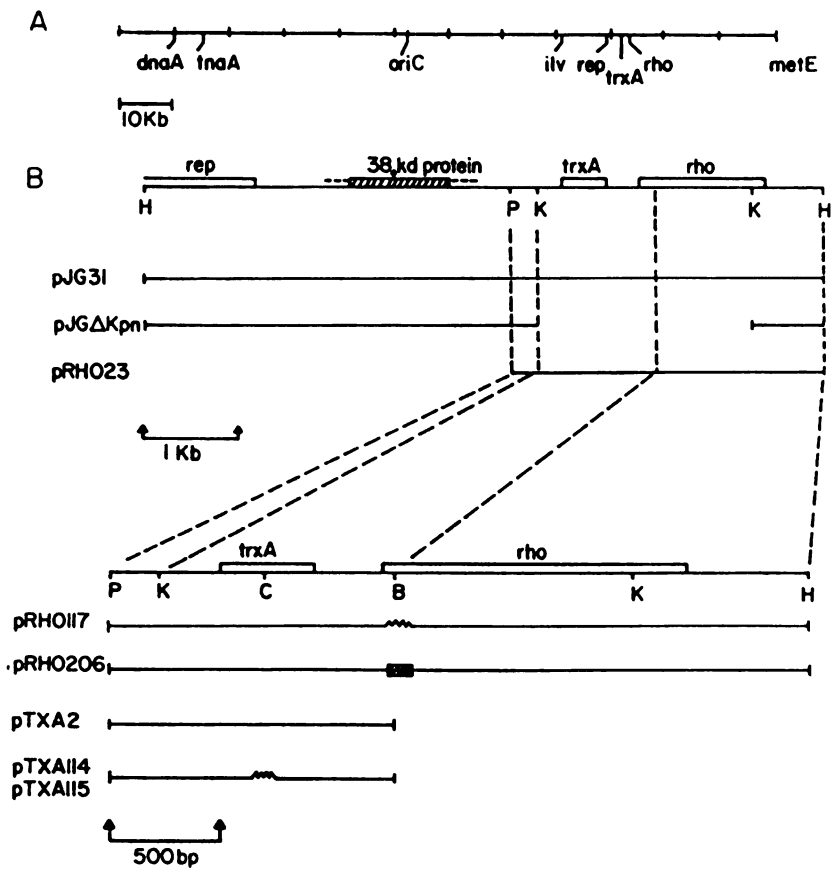 A
dnaA tnaA oriC ilv rep trxA rho metE
10Kb
B
rep 38 kd protein trxA rho
H P K K H
pJG31
pJGΔKpnI
pRHO23
1 Kb
trxA rho
P K C B K H
pRHO117
pRHO206
pTXA2
pTXA114
pTXA115
500bp